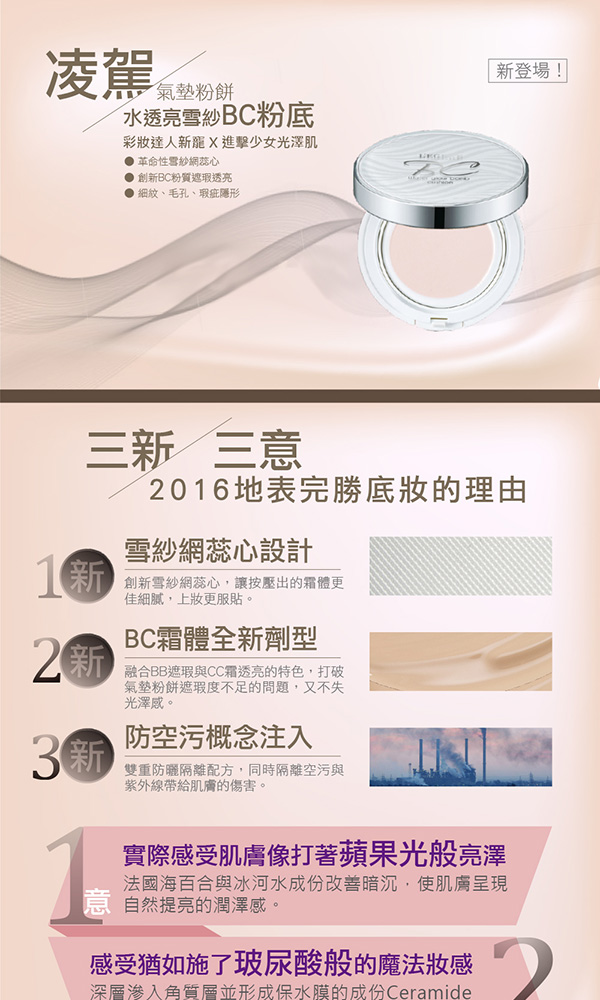 凌駕 氣墊粉餅
新登場！
水透亮雪紗BC粉底
彩妝達人新寵 X 進擊少女光澤肌
● 革命性雪紗網蕊心
● 創新BC粉質遮瑕透亮
● 細紋、毛孔、瑕疵隱形
BC
三新 三意
2016地表完勝底妝的理由
1 新
雪紗網蕊心設計
創新雪紗網蕊心，讓按壓出的霜體更
佳細膩，上妝更服貼。
2 新
BC霜體全新劑型
融合BB遮瑕與CC霜透亮的特色，打破
氣墊粉餅遮瑕度不足的問題，又不失
光澤感。
3 新
防空污概念注入
雙重防曬隔離配方，同時隔離空污與
紫外線帶給肌膚的傷害。
1 意
實際感受肌膚像打著蘋果光般亮澤
法國海百合與冰河水成份改善暗沉，使肌膚呈現
自然提亮的潤澤感。
2
感受猶如施了玻尿酸般的魔法妝感
深層滲入角質層並形成保水膜的成份Ceramide